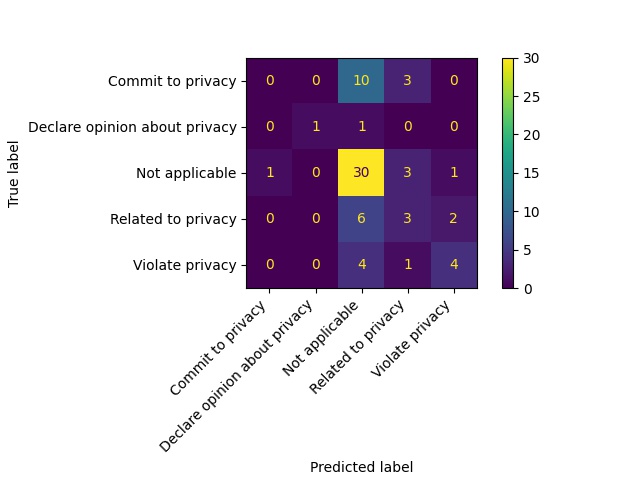 True label
Commit to privacy 0 0 10 3 0
Declare opinion about privacy 0 1 1 0 0
Not applicable 1 0 30 3 1
Related to privacy 0 0 6 3 2
Violate privacy 0 0 4 1 4
Commit to privacy
Declare opinion about privacy
Not applicable
Related to privacy
Violate privacy
Predicted label
30
25
20
15
10
5
0